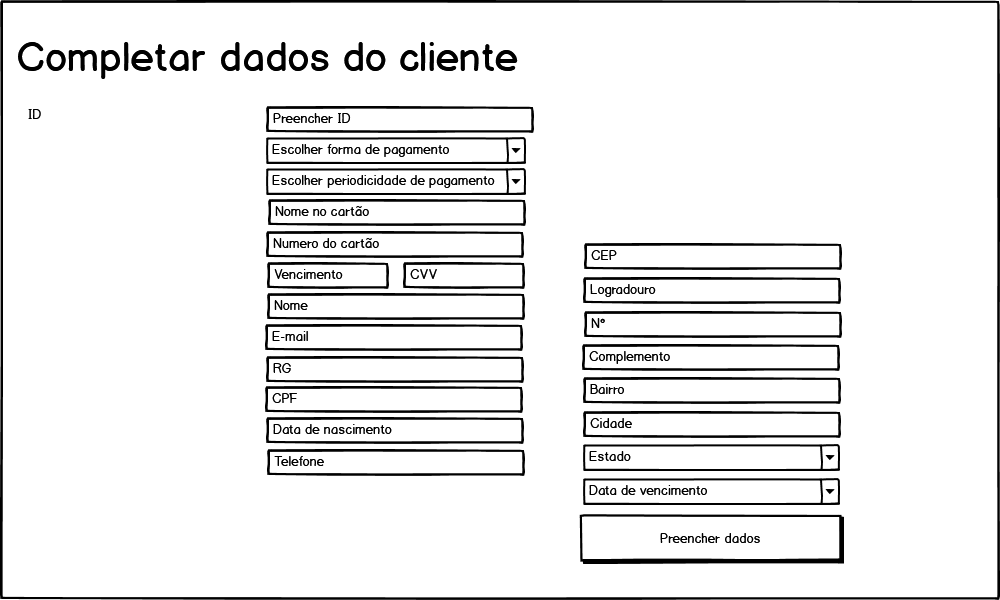 Completar dados do cliente
ID
Preencher ID
Escolher forma de pagamento
Escolher periodicidade de pagamento
Nome no cartão
Numero do cartão
Vencimento
CVV
Nome
E-mail
RG
CPF
Data de nascimento
Telefone
CEP
Logradouro
Nº
Complemento
Bairro
Cidade
Estado
Data de vencimento
Preencher dados